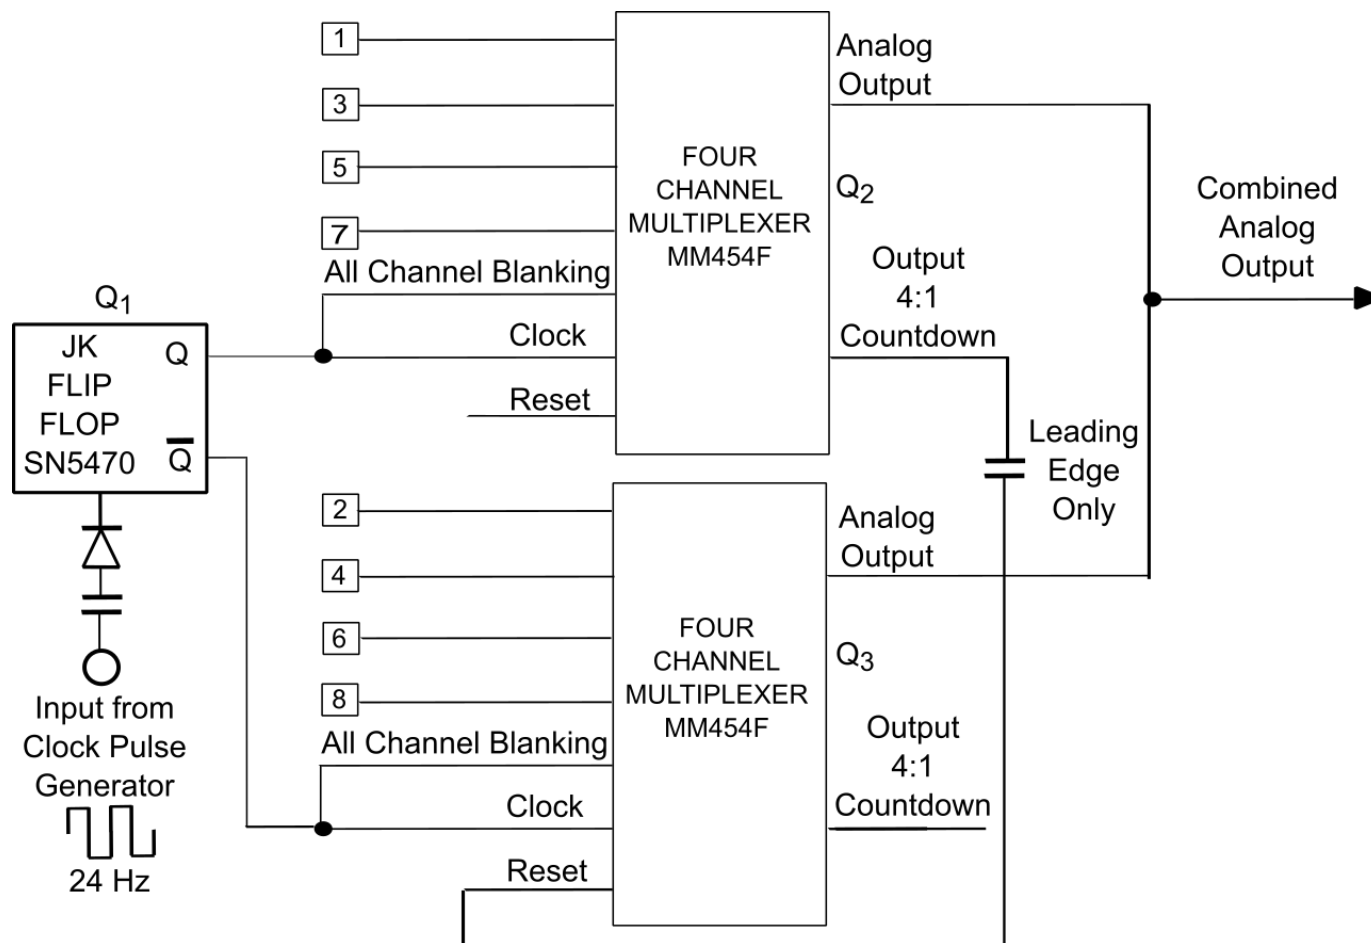 1
3
5
7
All Channel Blanking
Clock
Reset
FOUR
CHANNEL
MULTIPLEXER
MM454F
Analog
Output
Q2
Output
4:1
Countdown
Combined
Analog
Output
Leading
Edge
Only
Q1
JK
FLIP
FLOP
SN5470
Q
Q̅
Input from
Clock Pulse
Generator
24 Hz
2
4
6
8
All Channel Blanking
Clock
Reset
FOUR
CHANNEL
MULTIPLEXER
MM454F
Analog
Output
Q3
Output
4:1
Countdown